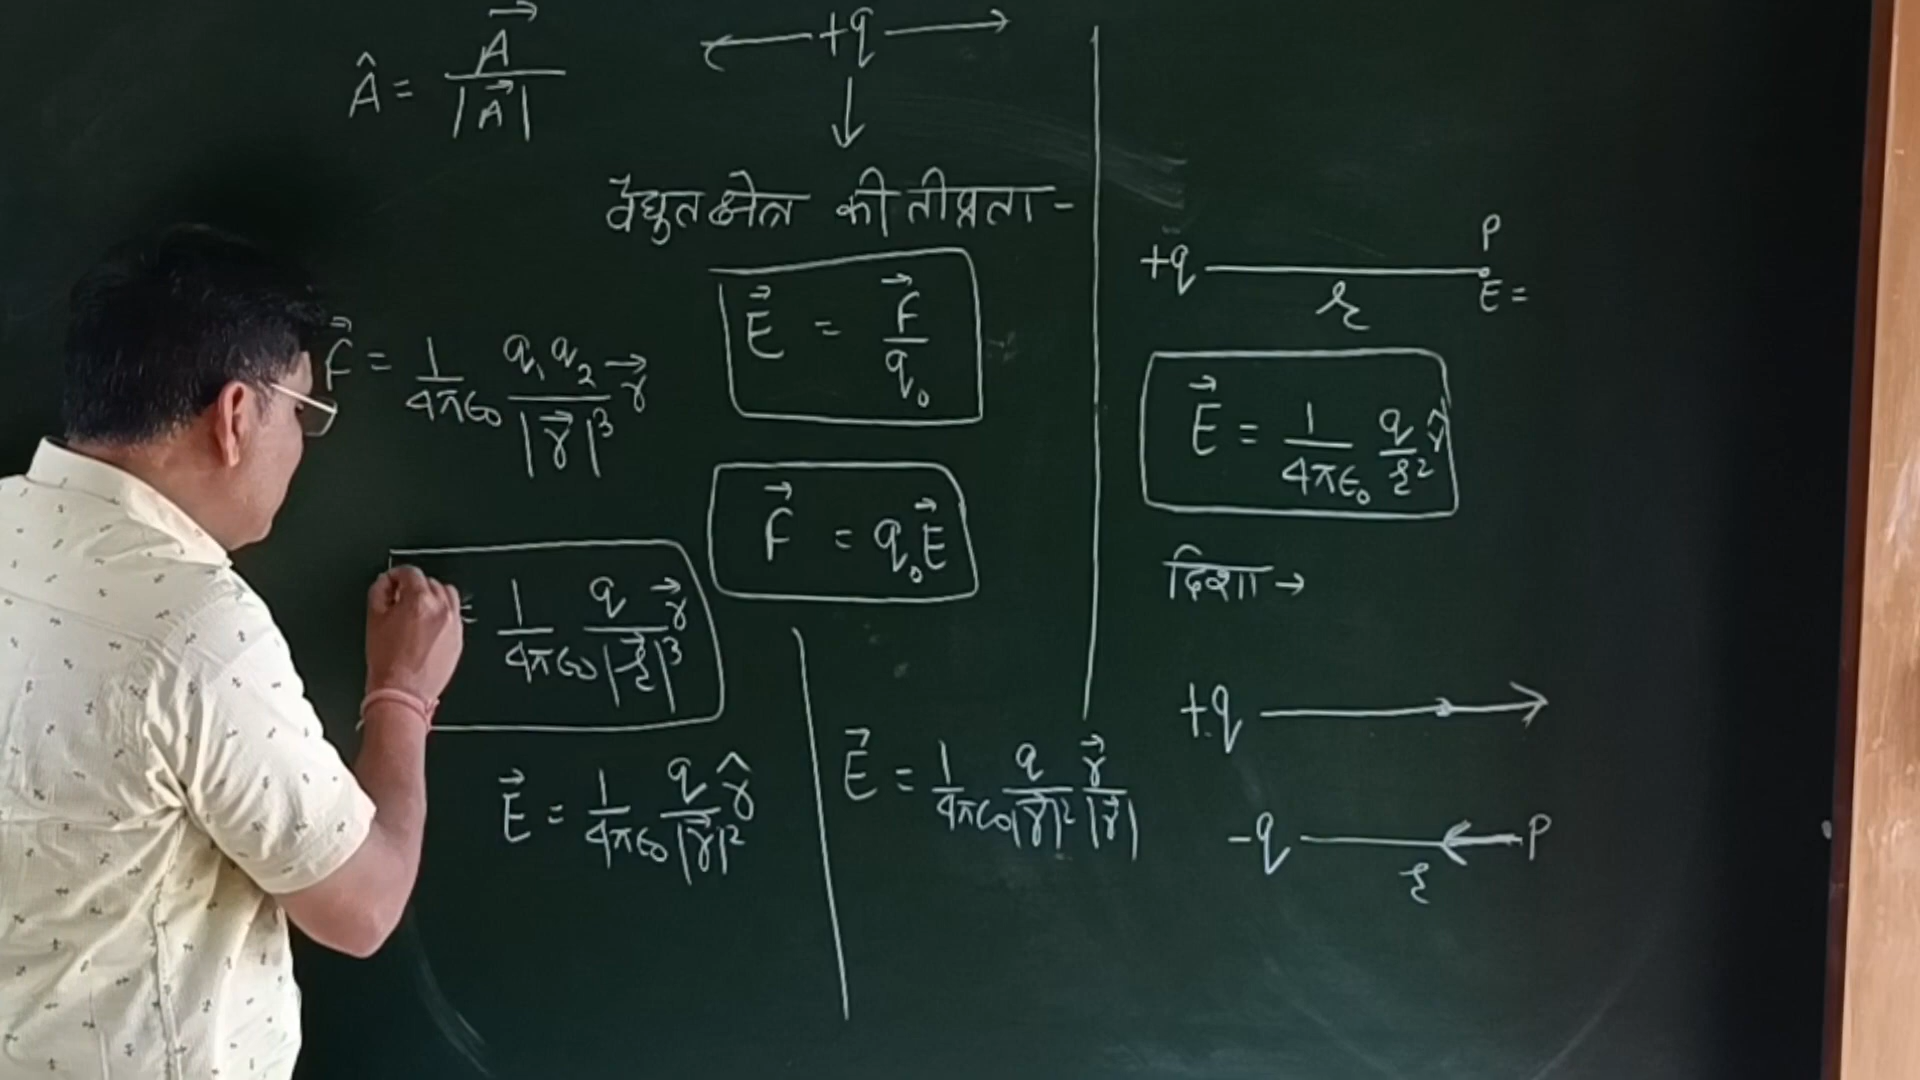 Â = A⃗ / |A⃗|
+q
वैद्युत क्षेत्र की तीव्रता -
E⃗ = F⃗ / q₀
F⃗ = 1/4πε₀ q₁q₂/|r⃗|³ r⃗
F⃗ = q₀E⃗
= 1/4πε₀ q/|r⃗|³ r⃗
E⃗ = 1/4πε₀ q/|r⃗|² r̂
E⃗ = 1/4πε₀ q/|r⃗|² r⃗/|r⃗|
P
+q r E =
E⃗ = 1/4πε₀ q/r² r̂
दिशा →
+q
-q P
r